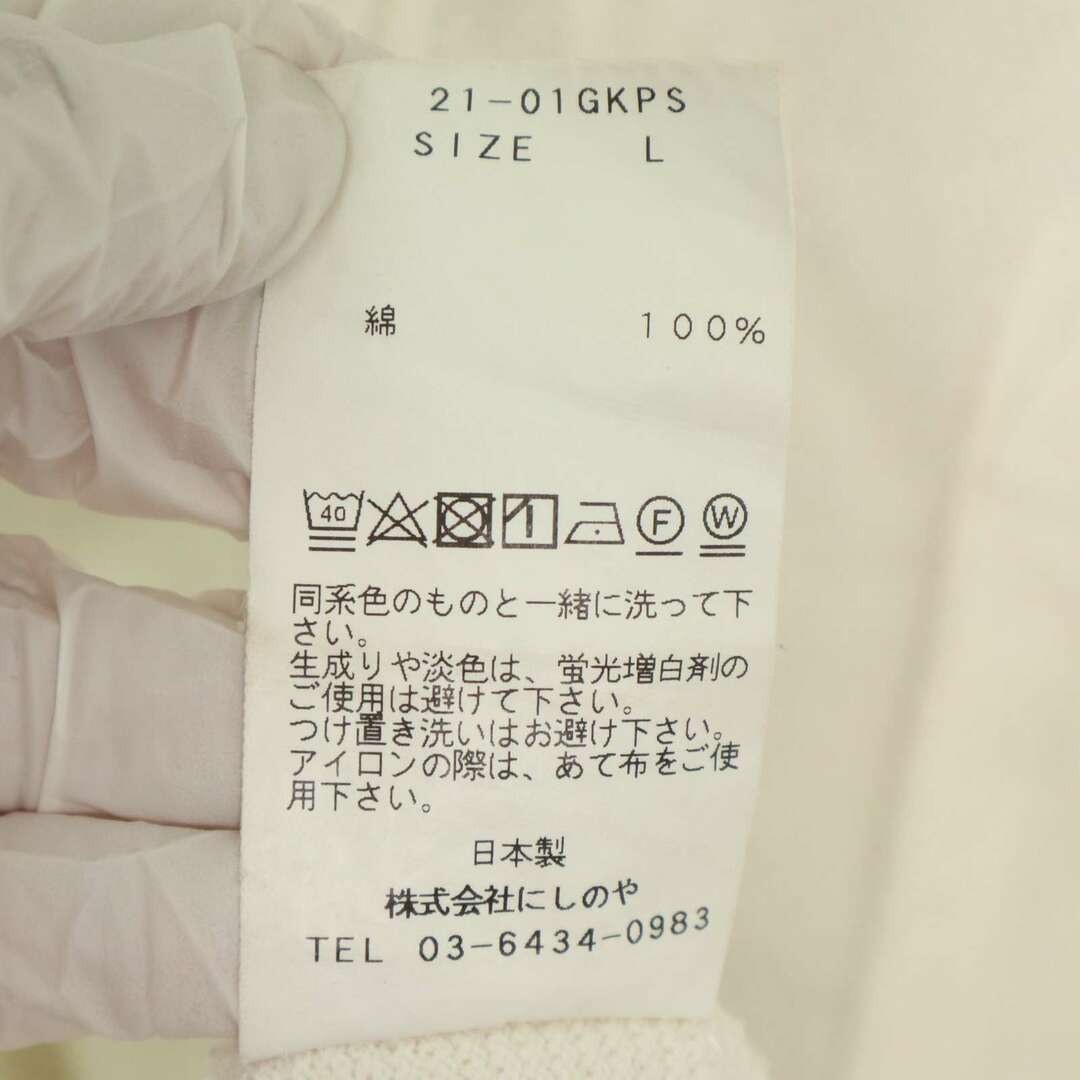 21-01GKPS
SIZE L
綿 100%
40 F W
同系色のものと一緒に洗って下
さい。
生成りや淡色は、蛍光増白剤の
ご使用は避けて下さい。
つけ置き洗いはお避け下さい。
アイロンの際は、あて布をご使
用下さい。
日本製
株式会社にしのや
TEL 03-6434-0983